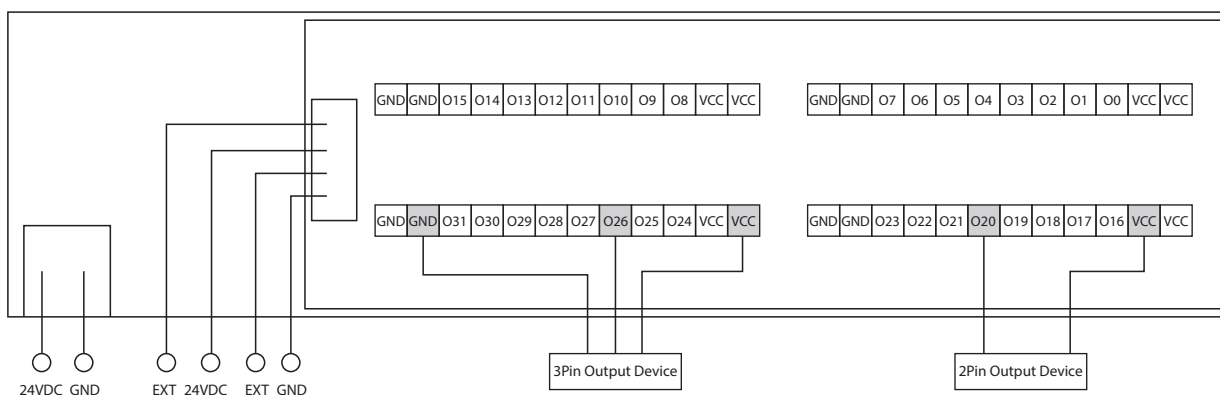 GND GND O15 O14 O13 O12 O11 O10 O9 O8 VCC VCC
GND GND O7 O6 O5 O4 O3 O2 O1 O0 VCC VCC
GND GND O31 O30 O29 O28 O27 O26 O25 O24 VCC VCC
GND GND O23 O22 O21 O20 O19 O18 O17 O16 VCC VCC
3Pin Output Device
2Pin Output Device
24VDC GND EXT 24VDC EXT GND